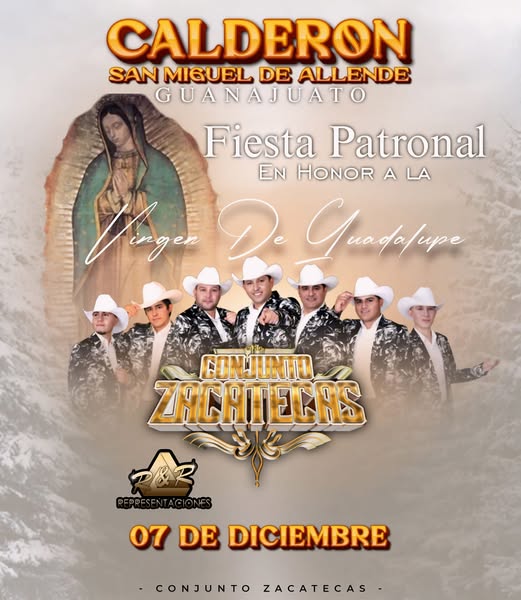 CALDERON
SAN MIGUEL DE ALLENDE
GUANAJUATO
Fiesta Patronal
En Honor a la
Virgen De Guadalupe
CONJUNTO
ZACATECAS
R&R
REPRESENTACIONES
07 DE DICIEMBRE
- CONJUNTO ZACATECAS -